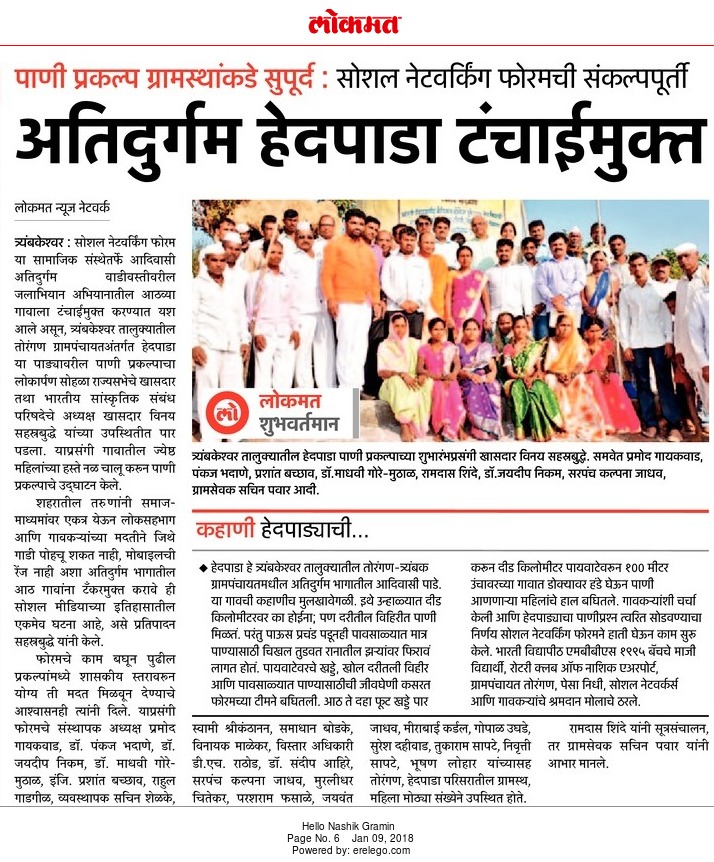 लोकमत
पाणी प्रकल्प ग्रामस्थांकडे सुपूर्द : सोशल नेटवर्किंग फोरमची संकल्पपूर्ती
अतिदुर्गम हेदपाडा टंचाईमुक्त
लोकमत न्यूज नेटवर्क
त्र्यंबकेश्वर : सोशल नेटवर्किंग फोरम
या सामाजिक संस्थेतर्फे आदिवासी
अतिदुर्गम वाडीवस्तीवरील
जलाभियान अभियानातील आठव्या
गावाला टंचाईमुक्त करण्यात यश
आले असून, त्र्यंबकेश्वर तालुक्यातील
तोरंगण ग्रामपंचायतअंतर्गत हेदपाडा
या पाड्यावरील पाणी प्रकल्पाचा
लोकार्पण सोहळा राज्यसभेचे खासदार
तथा भारतीय सांस्कृतिक संबंध
परिषदेचे अध्यक्ष खासदार विनय
सहस्रबुद्धे यांच्या उपस्थितीत पार
पडला. याप्रसंगी गावातील ज्येष्ठ
महिलांच्या हस्ते नळ चालू करून पाणी
प्रकल्पाचे उद्घाटन केले.
शहरातील तरुणांनी समाज-
माध्यमांवर एकत्र येऊन लोकसहभाग
आणि गावकऱ्यांच्या मदतीने जिथे
गाडी पोहचू शकत नाही, मोबाइलची
रेंज नाही अशा अतिदुर्गम भागातील
आठ गावांना टँकरमुक्त करावे ही
सोशल मीडियाच्या इतिहासातील
एकमेव घटना आहे, असे प्रतिपादन
सहस्रबुद्धे यांनी केले.
फोरमचे काम बघून पुढील
प्रकल्पांमध्ये शासकीय स्तरावरून
योग्य ती मदत मिळवून देण्याचे
आश्वासनही त्यांनी दिले. याप्रसंगी
फोरमचे संस्थापक अध्यक्ष प्रमोद
गायकवाड, डॉ. पंकज भदाणे, डॉ.
जयदीप निकम, डॉ. माधवी गोरे-
मुठाळ, इंजि. प्रशांत बच्छाव, राहुल
गाडगीळ, व्यवस्थापक सचिन शेळके,
लो
लोकमत
शुभवर्तमान
त्र्यंबकेश्वर तालुक्यातील हेदपाडा पाणी प्रकल्पाच्या शुभारंभप्रसंगी खासदार विनय सहस्रबुद्धे. समवेत प्रमोद गायकवाड,
पंकज भदाणे, प्रशांत बच्छाव, डॉ.माधवी गोरे-मुठाळ, रामदास शिंदे, डॉ.जयदीप निकम, सरपंच कल्पना जाधव,
ग्रामसेवक सचिन पवार आदी.
कहाणी हेदपाड्याची...
◆ हेदपाडा हे त्र्यंबकेश्वर तालुक्यातील तोरंगण-त्र्यंबक
ग्रामपंचायतमधील अतिदुर्गम भागातील आदिवासी पाडे.
या गावची कहाणीच मुलखावेगळी. इथे उन्हाळ्यात दीड
किलोमीटरवर का होईना; पण दरीतील विहिरीत पाणी
मिळतं. परंतु पाऊस प्रचंड पडूनही पावसाळ्यात मात्र
पाण्यासाठी चिखल तुडवत रानातील झऱ्यांवर फिरावं
लागत होतं. पायवाटेवरचे खड्डे, खोल दरीतली विहीर
आणि पावसाळ्यात पाण्यासाठीची जीवघेणी कसरत
फोरमच्या टीमने बघितली. आठ ते दहा फूट खड्डे पार
करून दीड किलोमीटर पायवाटेवरून १०० मीटर
उंचावरच्या गावात डोक्यावर हंडे घेऊन पाणी
आणणाऱ्या महिलांचे हाल बघितले. गावकऱ्यांशी चर्चा
केली आणि हेदपाड्याचा पाणीप्रश्न त्वरित सोडवण्याचा
निर्णय सोशल नेटवर्किंग फोरमने हाती घेऊन काम सुरू
केले. भारती विद्यापीठ एमबीबीएस १९९५ बॅचचे माजी
विद्यार्थी, रोटरी क्लब ऑफ नाशिक एअरपोर्ट,
ग्रामपंचायत तोरंगण, पेसा निधी, सोशल नेटवर्कर्स
आणि गावकऱ्यांचे श्रमदान मोलाचे ठरले.
स्वामी श्रीकंठानन, समाधान बोडके,
विनायक माळेकर, विस्तार अधिकारी
डी.एच. राठोड, डॉ. संदीप आहिरे,
सरपंच कल्पना जाधव, मुरलीधर
चितेकर, परशराम फसाळे, जयवंत
जाधव, मीराबाई कर्डल, गोपाळ उघडे,
सुरेश दहीवाड, तुकाराम सापटे, निवृत्ती
सापटे, भूषण लोहार यांच्यासह
तोरंगण, हेदपाडा परिसरातील ग्रामस्थ,
महिला मोठ्या संख्येने उपस्थित होते.
रामदास शिंदे यांनी सूत्रसंचालन,
तर ग्रामसेवक सचिन पवार यांनी
आभार मानले.
Hello Nashik Gramin
Page No. 6 Jan 09, 2018
Powered by: erelego.com